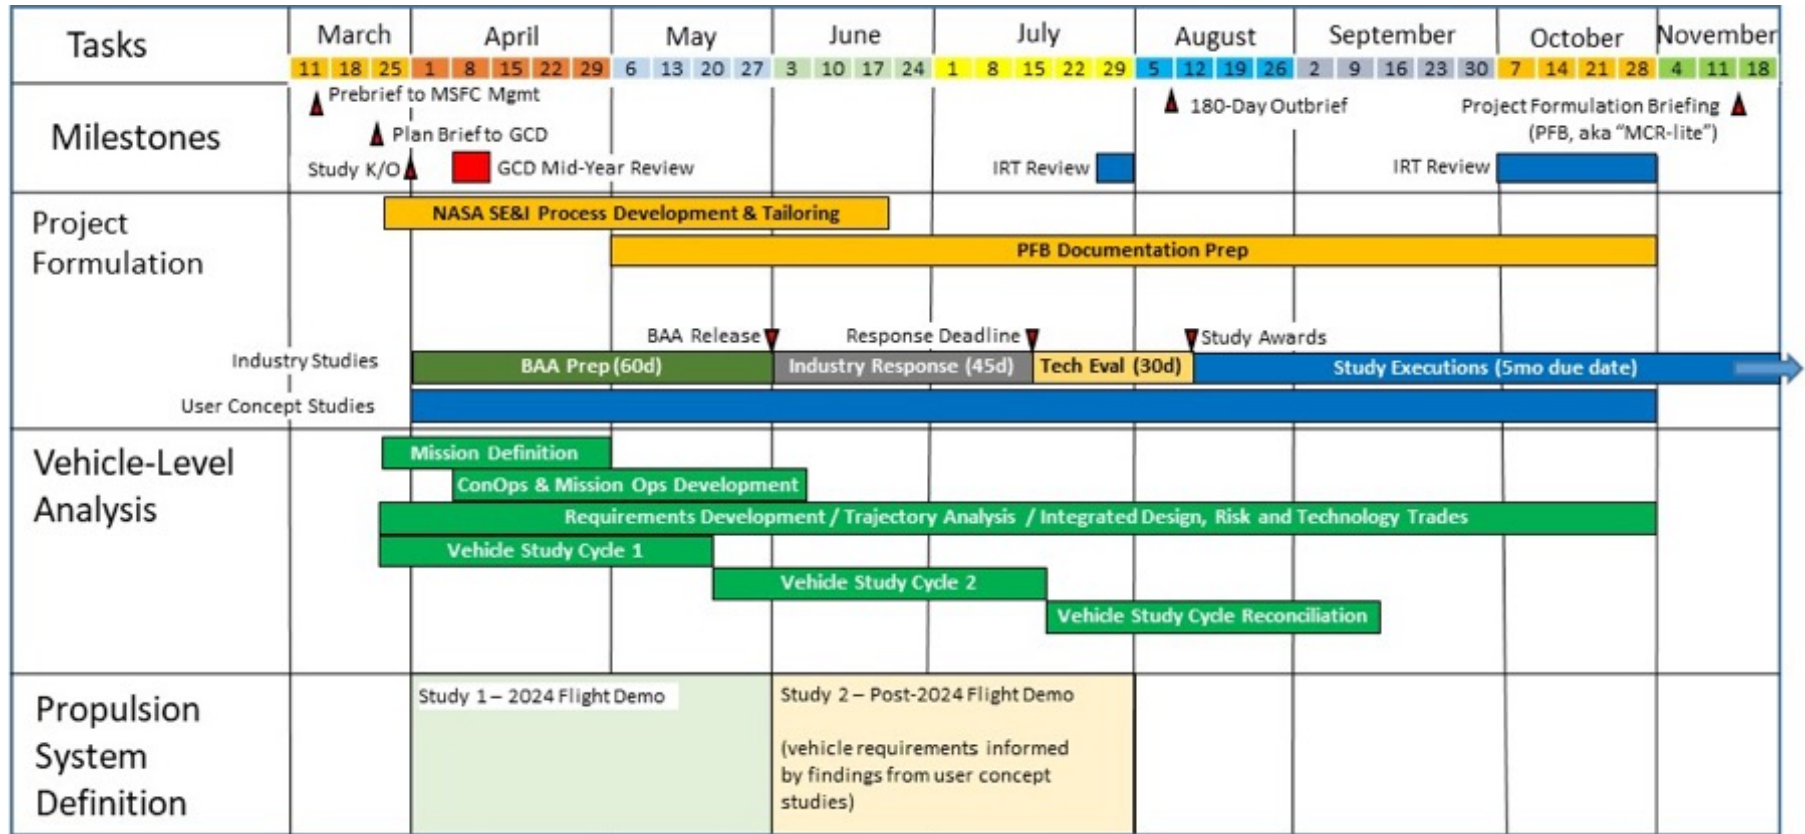 Tasks
March April May June July August September October November
11 18 25 1 8 15 22 29 6 13 20 27 3 10 17 24 1 8 15 22 29 5 12 19 26 2 9 16 23 30 7 14 21 28 4 11 18
Milestones
Prebrief to MSFC Mgmt
180-Day Outbrief
Project Formulation Briefing
(PFB, aka “MCR-lite”)
Plan Brief to GCD
Study K/O
GCD Mid-Year Review
IRT Review
IRT Review
Project
Formulation
NASA SE&I Process Development & Tailoring
PFB Documentation Prep
BAA Release
Response Deadline
Study Awards
Industry Studies
BAA Prep (60d)
Industry Response (45d)
Tech Eval (30d)
Study Executions (5mo due date)
User Concept Studies
Vehicle-Level
Analysis
Mission Definition
ConOps & Mission Ops Development
Requirements Development / Trajectory Analysis / Integrated Design, Risk and Technology Trades
Vehicle Study Cycle 1
Vehicle Study Cycle 2
Vehicle Study Cycle Reconciliation
Propulsion
System
Definition
Study 1 – 2024 Flight Demo
Study 2 – Post-2024 Flight Demo
(vehicle requirements informed
by findings from user concept
studies)